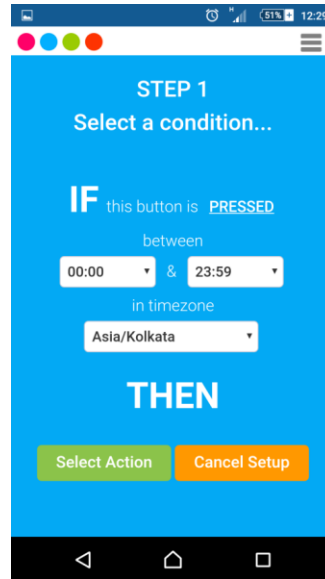 H 51% 12:29
STEP 1
Select a condition...
IF this button is PRESSED
between
00:00 & 23:59
in timezone
Asia/Kolkata
THEN
Select Action Cancel Setup